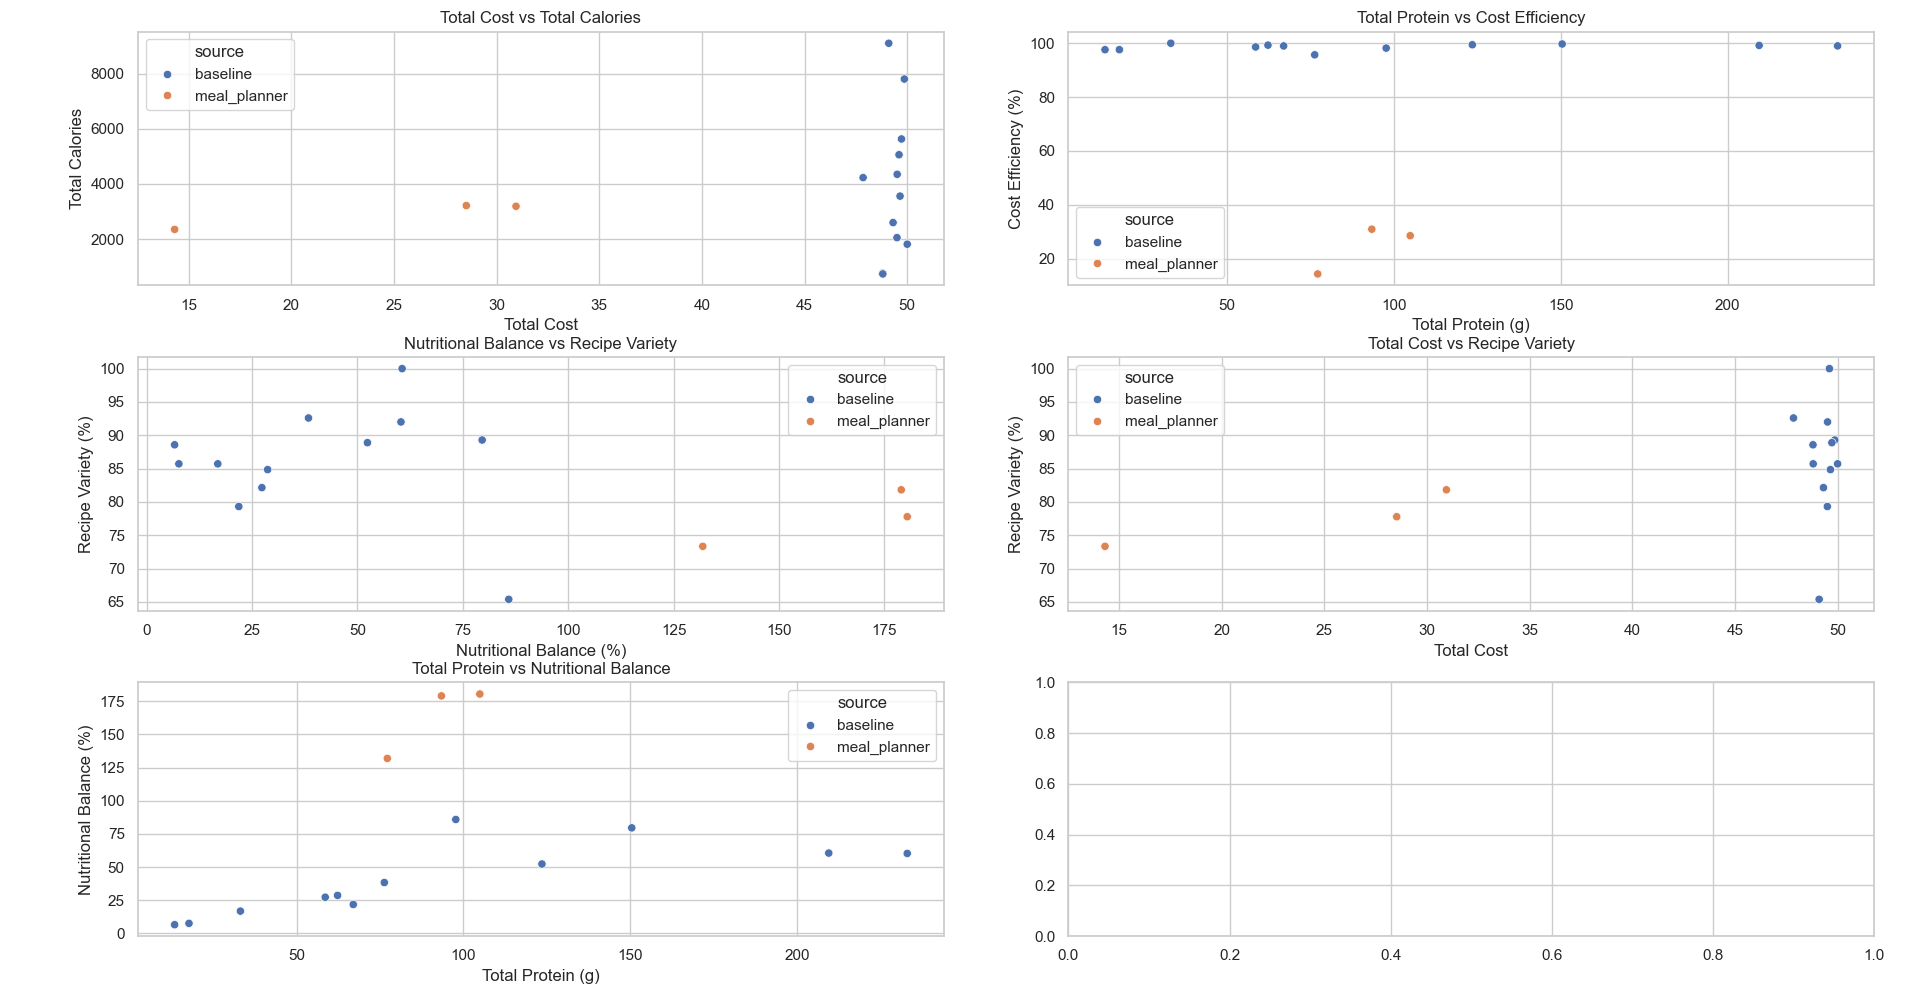 Total Cost vs Total Calories
source
baseline
meal_planner
8000
6000
4000
2000
Total Calories
15 20 25 30 35 40 45 50
Total Cost
Total Protein vs Cost Efficiency
100
80
60
40
20
Cost Efficiency (%)
source
baseline
meal_planner
50 100 150 200
Total Protein (g)
Nutritional Balance vs Recipe Variety
source
baseline
meal_planner
100
95
90
85
80
75
70
65
Recipe Variety (%)
0 25 50 75 100 125 150 175
Nutritional Balance (%)
Total Cost vs Recipe Variety
source
baseline
meal_planner
100
95
90
85
80
75
70
65
Recipe Variety (%)
15 20 25 30 35 40 45 50
Total Cost
Total Protein vs Nutritional Balance
source
baseline
meal_planner
175
150
125
100
75
50
25
0
Nutritional Balance (%)
50 100 150 200
Total Protein (g)
1.0
0.8
0.6
0.4
0.2
0.0
0.0 0.2 0.4 0.6 0.8 1.0